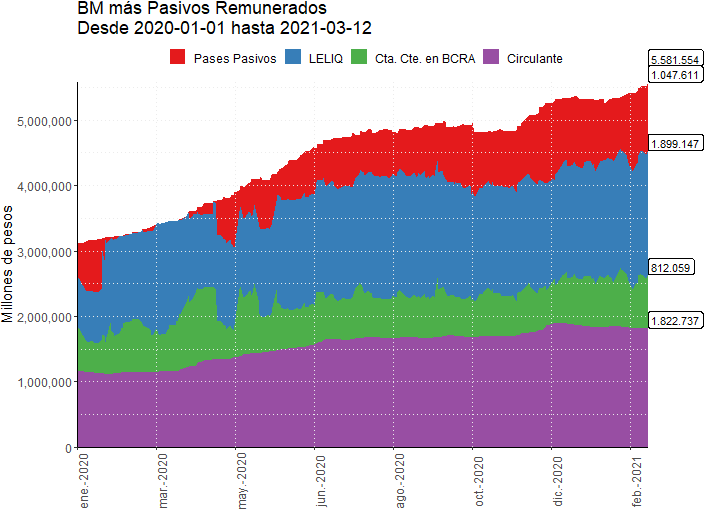 BM más Pasivos Remunerados
Desde 2020-01-01 hasta 2021-03-12
Pases Pasivos LELIQ Cta. Cte. en BCRA Circulante
5.581.554
1.047.611
1.899.147
812.059
1.822.737
Millones de pesos
5,000,000
4,000,000
3,000,000
2,000,000
1,000,000
0
ene.-2020
mar.-2020
may.-2020
jun.-2020
ago.-2020
oct.-2020
dic.-2020
feb.-2021